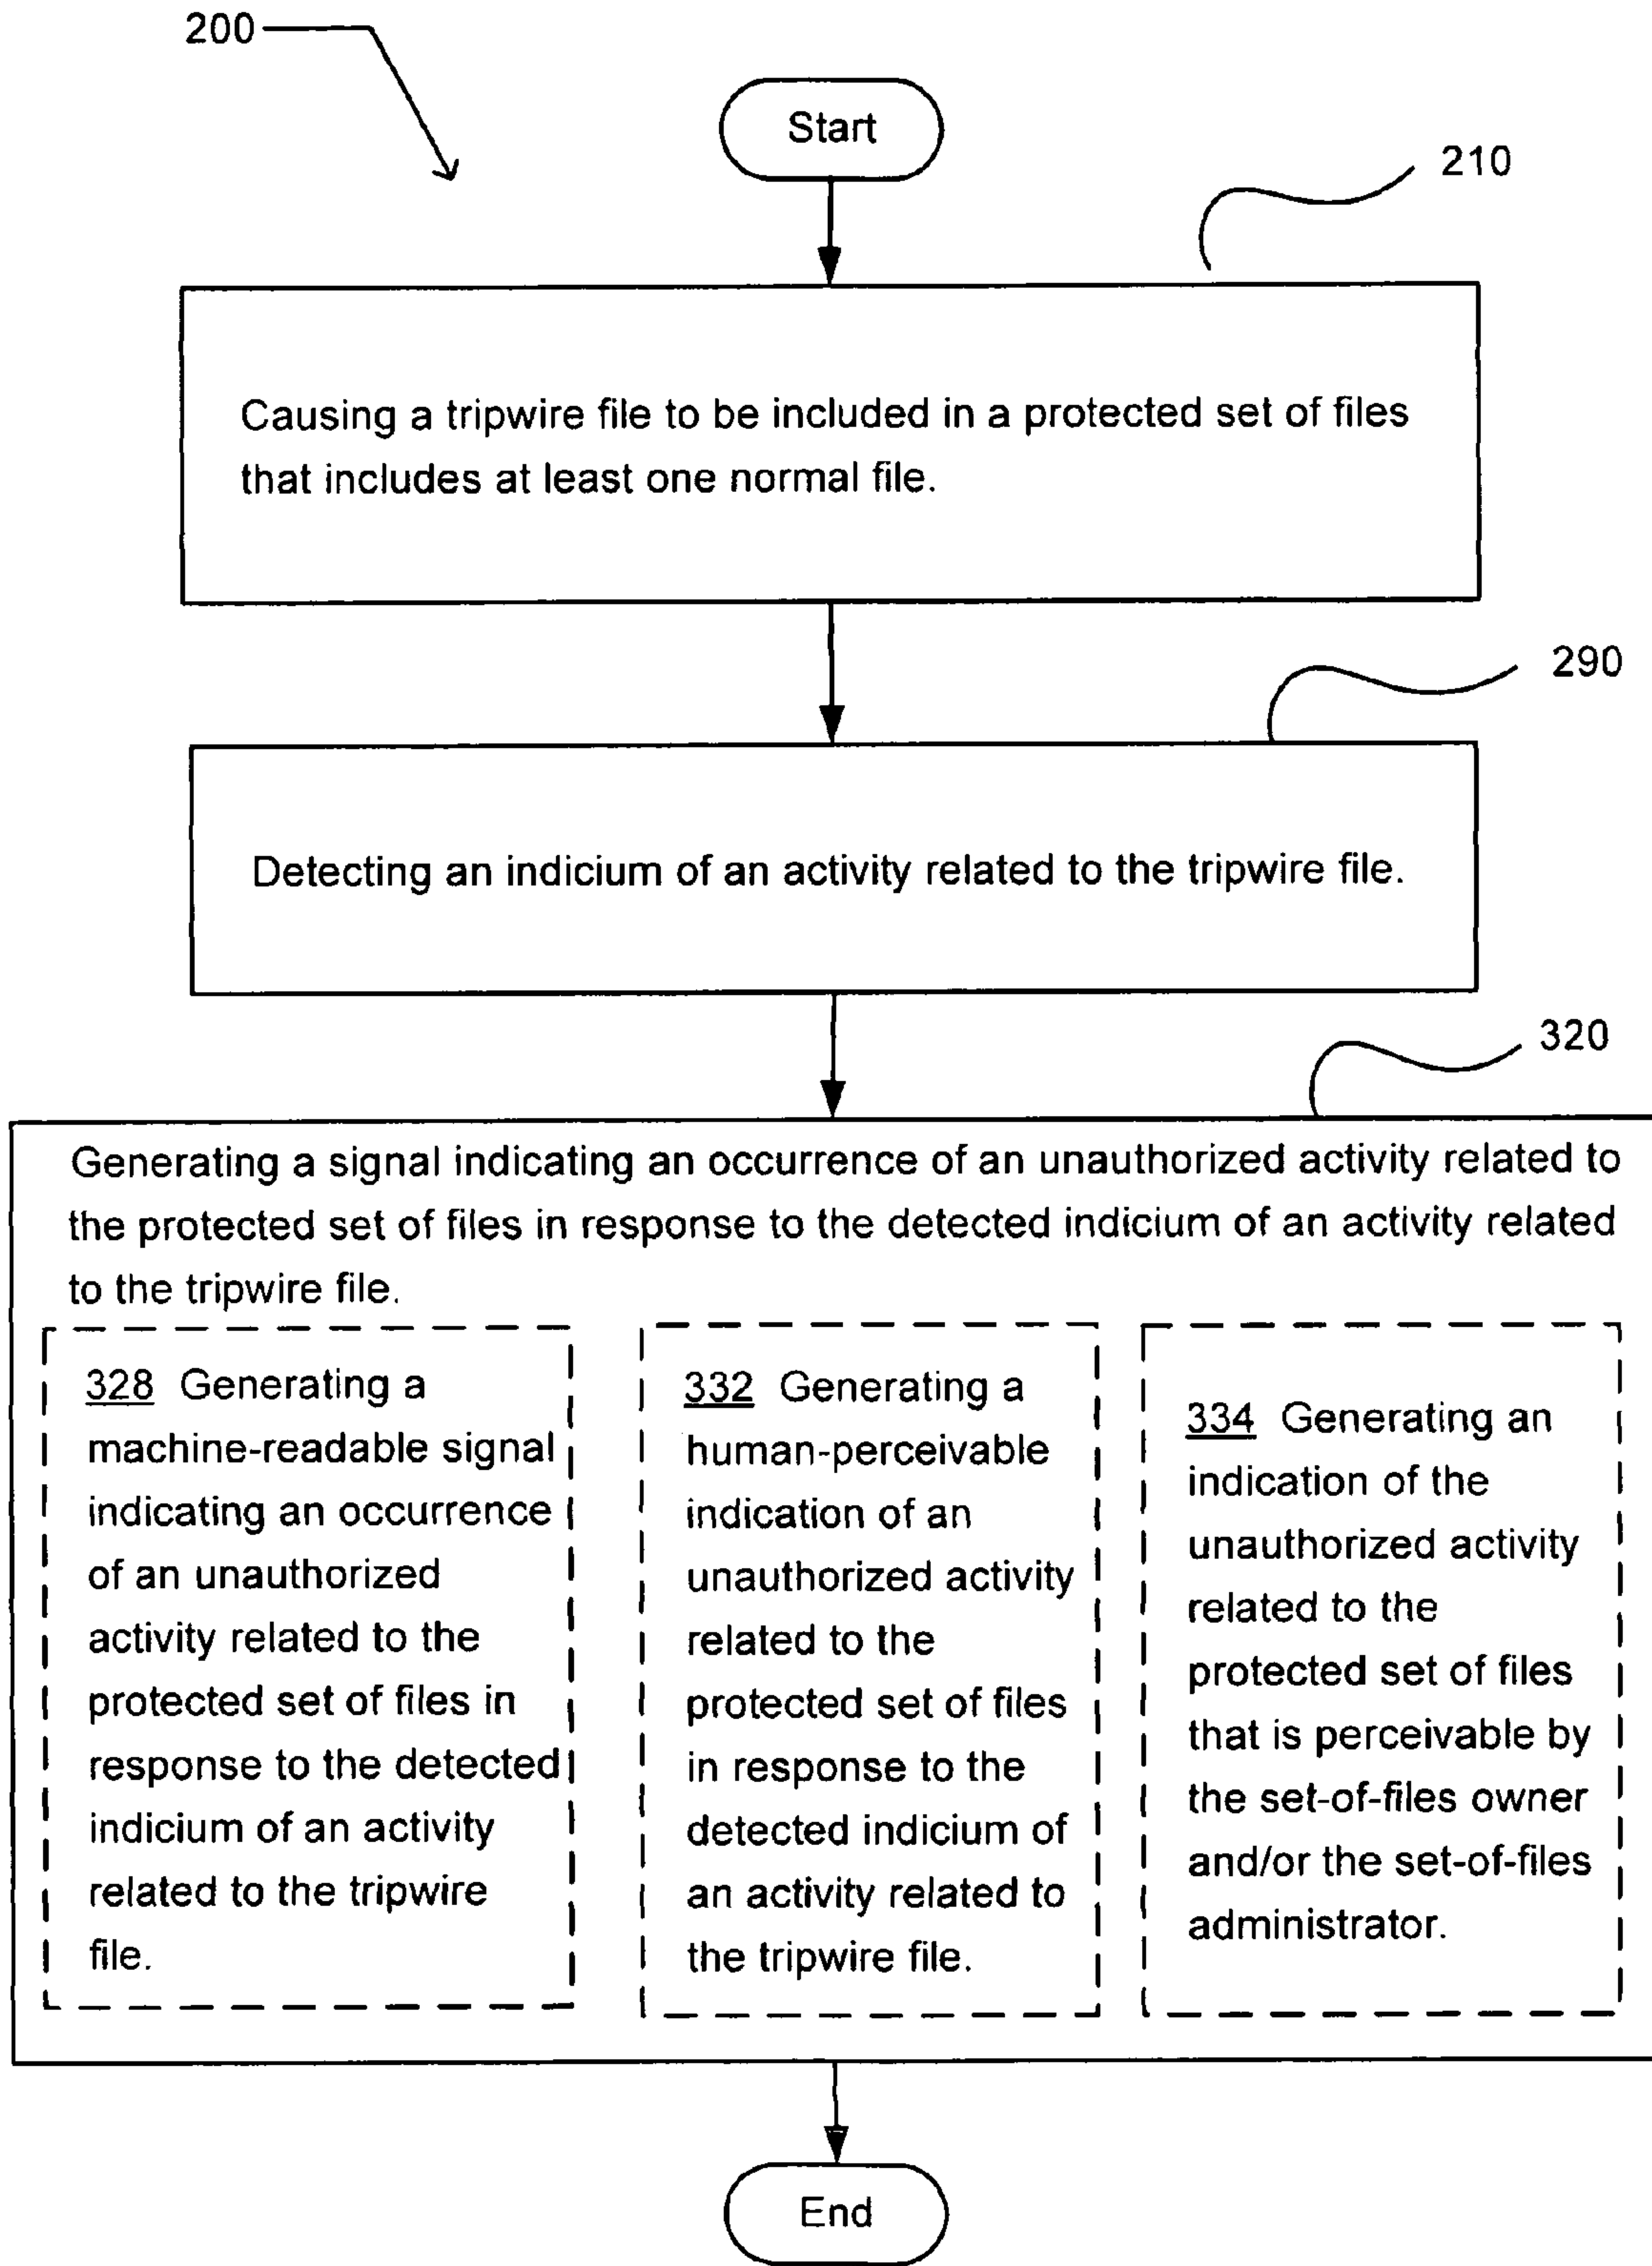 200
Start
210
Causing a tripwire file to be included in a protected set of files
that includes at least one normal file.
290
Detecting an indicium of an activity related to the tripwire file.
320
Generating a signal indicating an occurrence of an unauthorized activity related to
the protected set of files in response to the detected indicium of an activity related
to the tripwire file.
328 Generating a
machine-readable signal
indicating an occurrence
of an unauthorized
activity related to the
protected set of files in
response to the detected
indicium of an activity
related to the tripwire
file.
332 Generating a
human-perceivable
indication of an
unauthorized activity
related to the
protected set of files
in response to the
detected indicium of
an activity related to
the tripwire file.
334 Generating an
indication of the
unauthorized activity
related to the
protected set of files
that is perceivable by
the set-of-files owner
and/or the set-of-files
administrator.
End